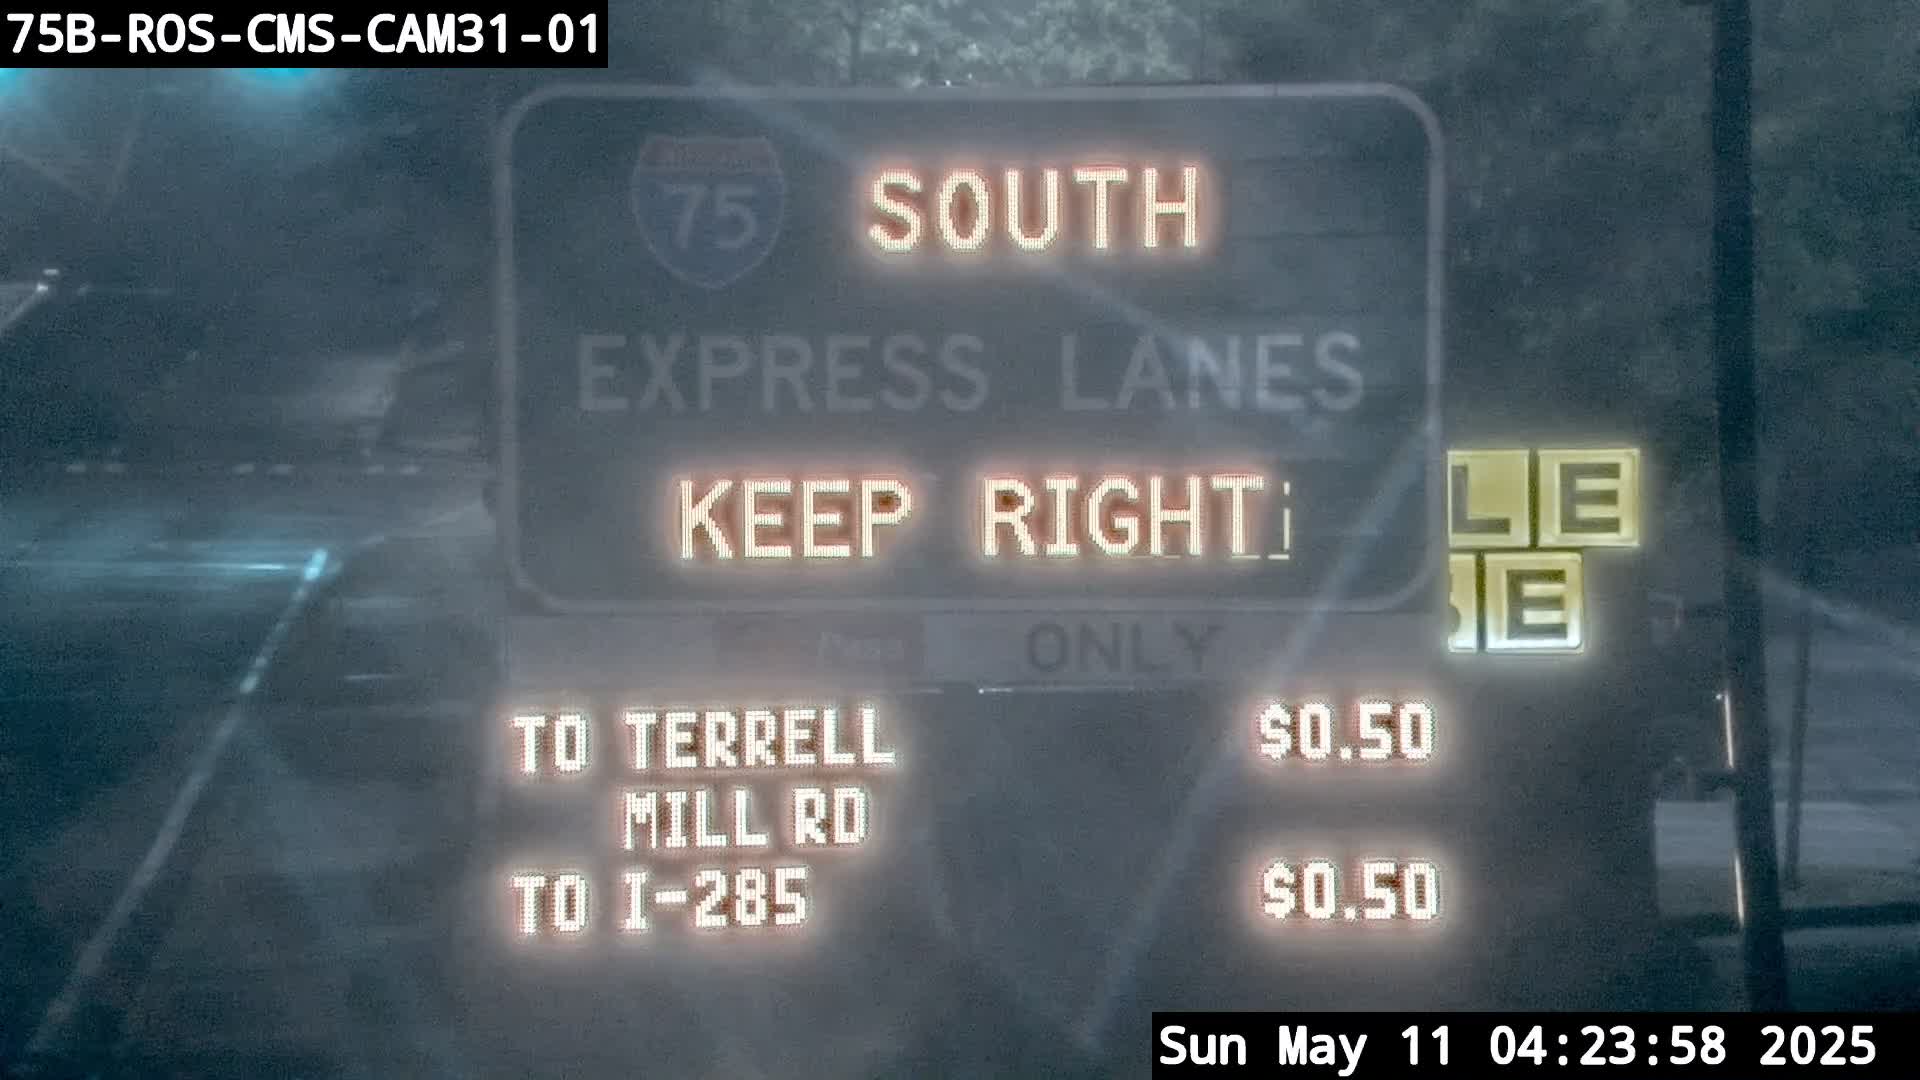 75B-ROS-CMS-CAM31-01
75 SOUTH
EXPRESS LANES
KEEP RIGHT
LE
E
ONLY
TO TERRELL $0.50
MILL RD
TO I-285 $0.50
Sun May 11 04:23:58 2025